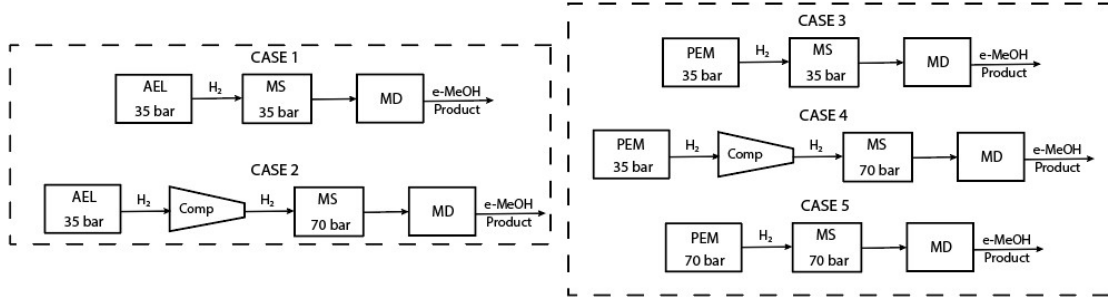 CASE 1
AEL
35 bar
H₂
MS
35 bar
MD
e-MeOH
Product
CASE 2
AEL
35 bar
H₂
Comp
H₂
MS
70 bar
MD
e-MeOH
Product
CASE 3
PEM
35 bar
H₂
MS
35 bar
MD
e-MeOH
Product
CASE 4
PEM
35 bar
H₂
Comp
H₂
MS
70 bar
MD
e-MeOH
Product
CASE 5
PEM
70 bar
H₂
MS
70 bar
MD
e-MeOH
Product